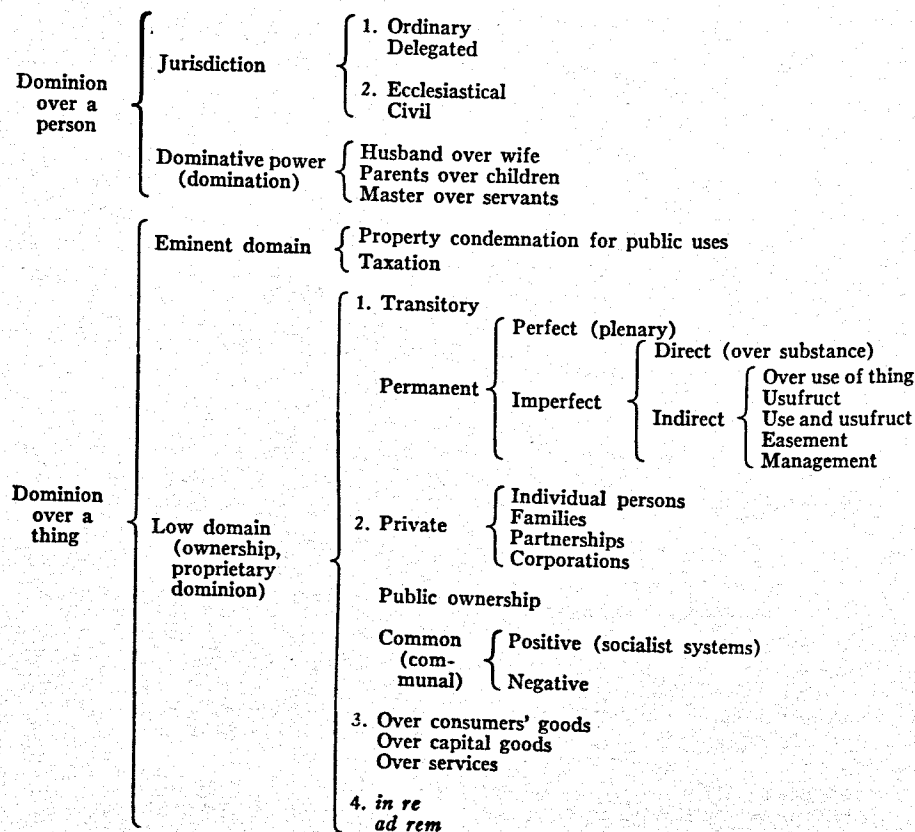 Dominion
over a
person
Jurisdiction
1. Ordinary
Delegated
2. Ecclesiastical
Civil
Dominative power
(domination)
Husband over wife
Parents over children
Master over servants
Dominion
over a
thing
Eminent domain
Property condemnation for public uses
Taxation
Low domain
(ownership,
proprietary
dominion)
1. Transitory
Permanent
Perfect (plenary)
Imperfect
Direct (over substance)
Indirect
Over use of thing
Usufruct
Use and usufruct
Easement
Management
2. Private
Individual persons
Families
Partnerships
Corporations
Public ownership
Common
(com-
munal)
Positive (socialist systems)
Negative
3. Over consumers' goods
Over capital goods
Over services
4. in re
ad rem